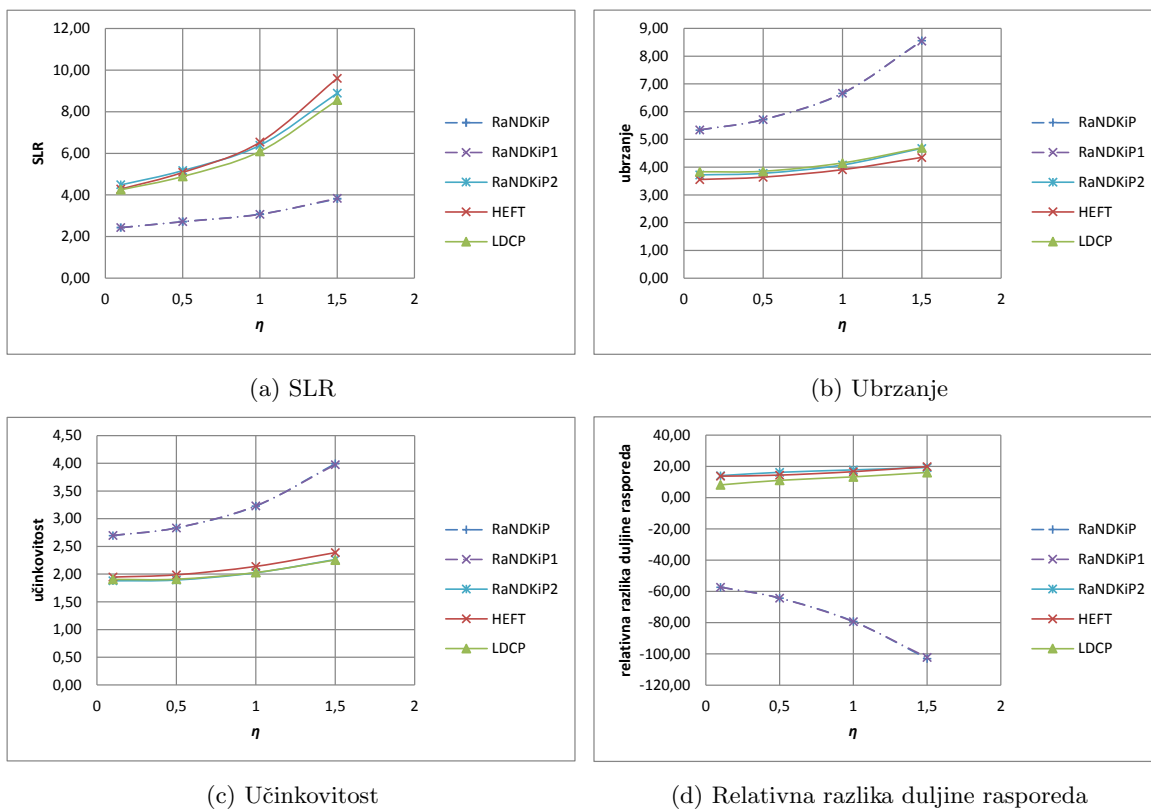 12,00
10,00
8,00
6,00
4,00
2,00
0,00
SLR
0
0,5
1
1,5
2
η
RaNDKiP
RaNDKiP1
RaNDKiP2
HEFT
LDCP
(a) SLR
9,00
8,00
7,00
6,00
5,00
4,00
3,00
2,00
1,00
0,00
ubrzanje
0
0,5
1
1,5
2
η
RaNDKiP
RaNDKiP1
RaNDKiP2
HEFT
LDCP
(b) Ubrzanje
4,50
4,00
3,50
3,00
2,50
2,00
1,50
1,00
0,50
0,00
učinkovitost
0
0,5
1
1,5
2
η
RaNDKiP
RaNDKiP1
RaNDKiP2
HEFT
LDCP
(c) Učinkovitost
40,00
20,00
0,00
-20,00
-40,00
-60,00
-80,00
-100,00
-120,00
relativna razlika duljine rasporeda
0
0,5
1
1,5
2
η
RaNDKiP
RaNDKiP1
RaNDKiP2
HEFT
LDCP
(d) Relativna razlika duljine rasporeda